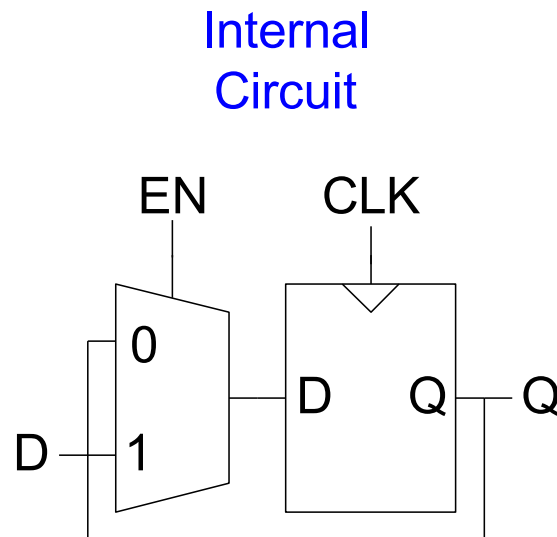 Internal
Circuit
EN CLK
0
D Q Q
D 1